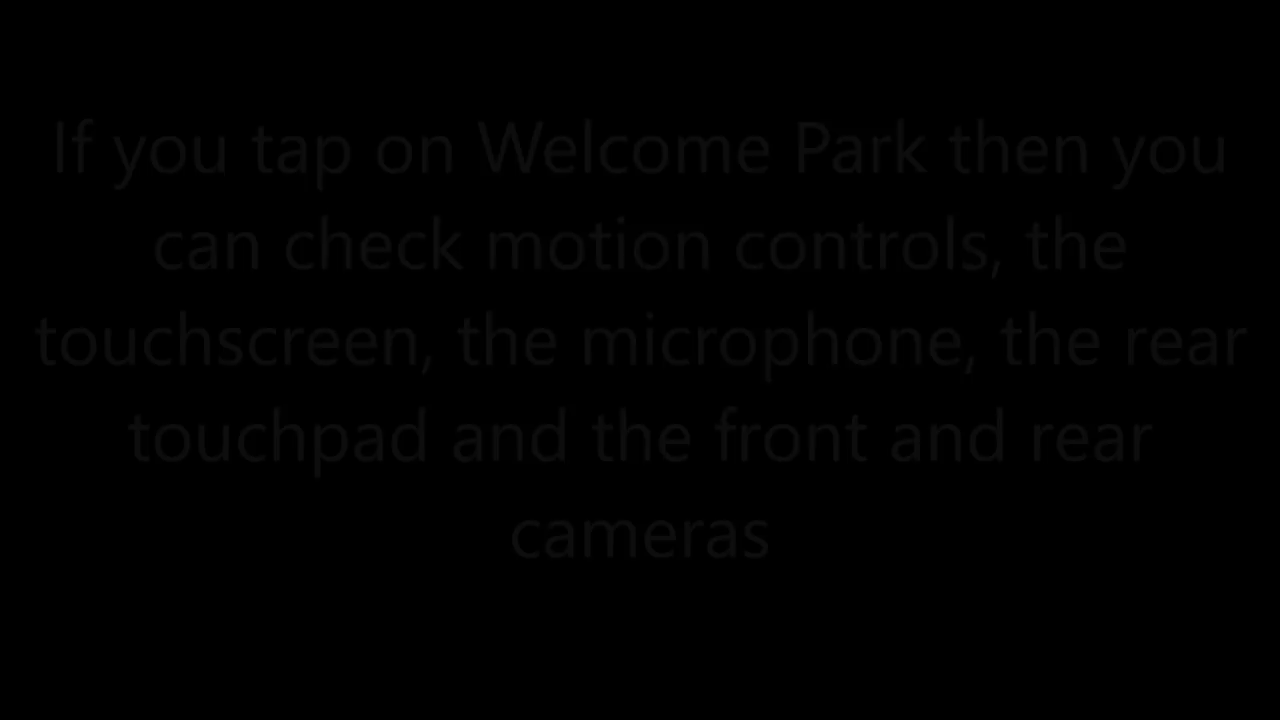 If you tap on Welcome Park then you
can check motion controls, the
touchscreen, the microphone, the rear
touchpad and the front and rear
cameras